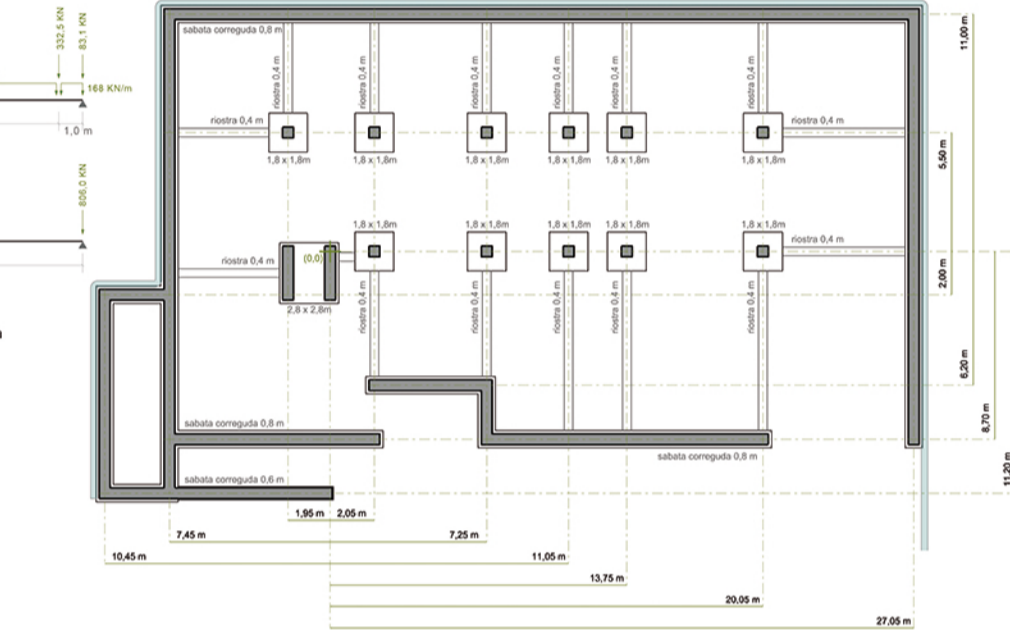 332,5 KN
83,1 KN
168 KN/m
1,0 m
806,0 KN
sabata correguda 0,8 m
riostra 0,4 m
riostra 0,4 m
riostra 0,4 m
riostra 0,4 m
riostra 0,4 m
riostra 0,4 m
riostra 0,4 m
riostra 0,4 m
1,8 x 1,8m
1,8 x 1,8m
1,8 x 1,8m
1,8 x 1,8m
1,8 x 1,8m
1,8 x 1,8m
1,8 x 1,8m
1,8 x 1,8m
1,8 x 1,8m
1,8 x 1,8m
1,8 x 1,8m
riostra 0,4 m
riostra 0,4 m
(0,0)
2,8 x 2,8m
riostra 0,4 m
riostra 0,4 m
riostra 0,4 m
riostra 0,4 m
riostra 0,4 m
sabata correguda 0,8 m
sabata correguda 0,8 m
sabata correguda 0,6 m
11,00 m
5,50 m
2,00 m
6,20 m
8,70 m
11,20 m
1,95 m
2,05 m
7,45 m
7,25 m
10,45 m
11,05 m
13,75 m
20,05 m
27,05 m